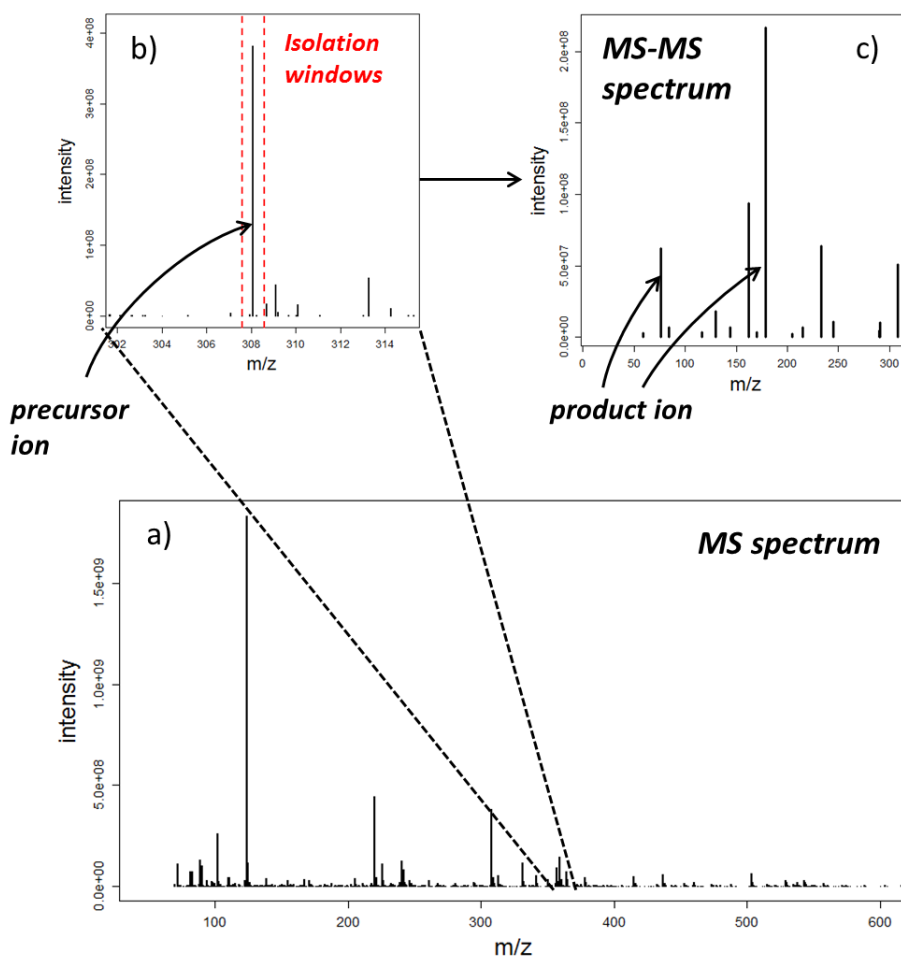 b)
Isolation
windows
intensity
0e+00 1e+08 2e+08 3e+08 4e+08
302 304 306 308 310 312 314
m/z
precursor
ion
MS-MS
spectrum
c)
intensity
0.0e+00 5.0e+07 1.0e+08 1.5e+08 2.0e+08
0 50 100 150 200 250 300
m/z
product ion
a)
MS spectrum
intensity
0.0e+00 5.0e+08 1.0e+09 1.5e+09
100 200 300 400 500 600
m/z